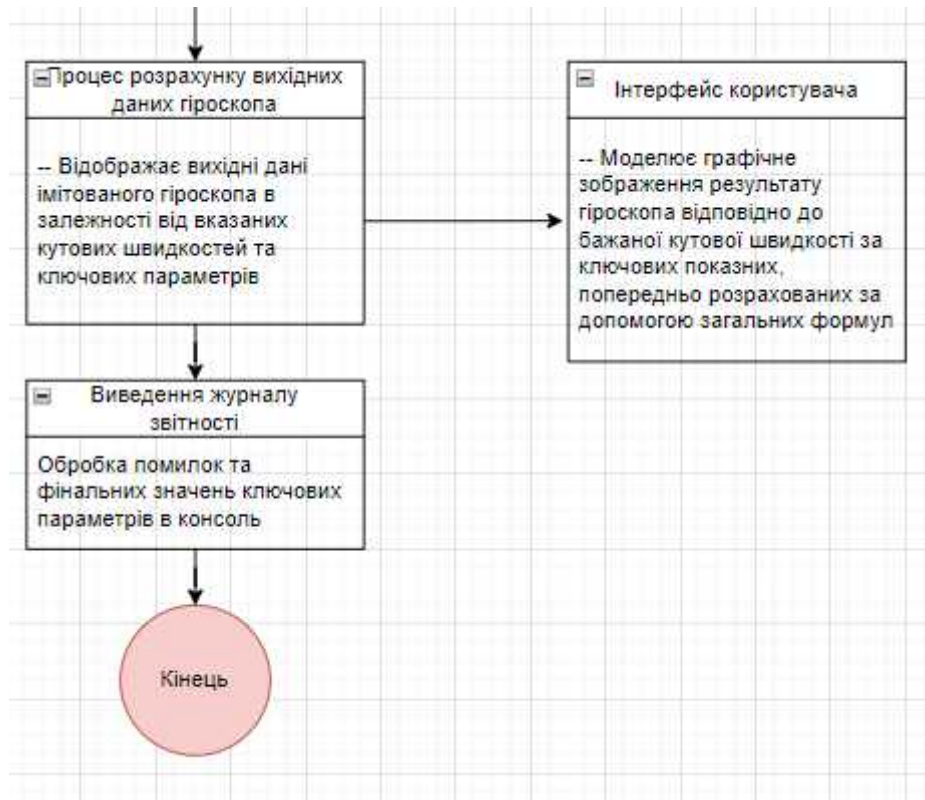 Процес розрахунку вихідних
даних гіроскопа
-- Відображає вихідні дані
імітованого гіроскопа в
залежності від вказаних
кутових швидкостей та
ключових параметрів
Інтерфейс користувача
-- Моделює графічне
зображення результату
гіроскопа відповідно до
бажаної кутової швидкості за
ключових показних,
попередньо розрахованих за
допомогою загальних формул
Виведення журналу
звітності
Обробка помилок та
фінальних значень ключових
параметрів в консоль
Кінець